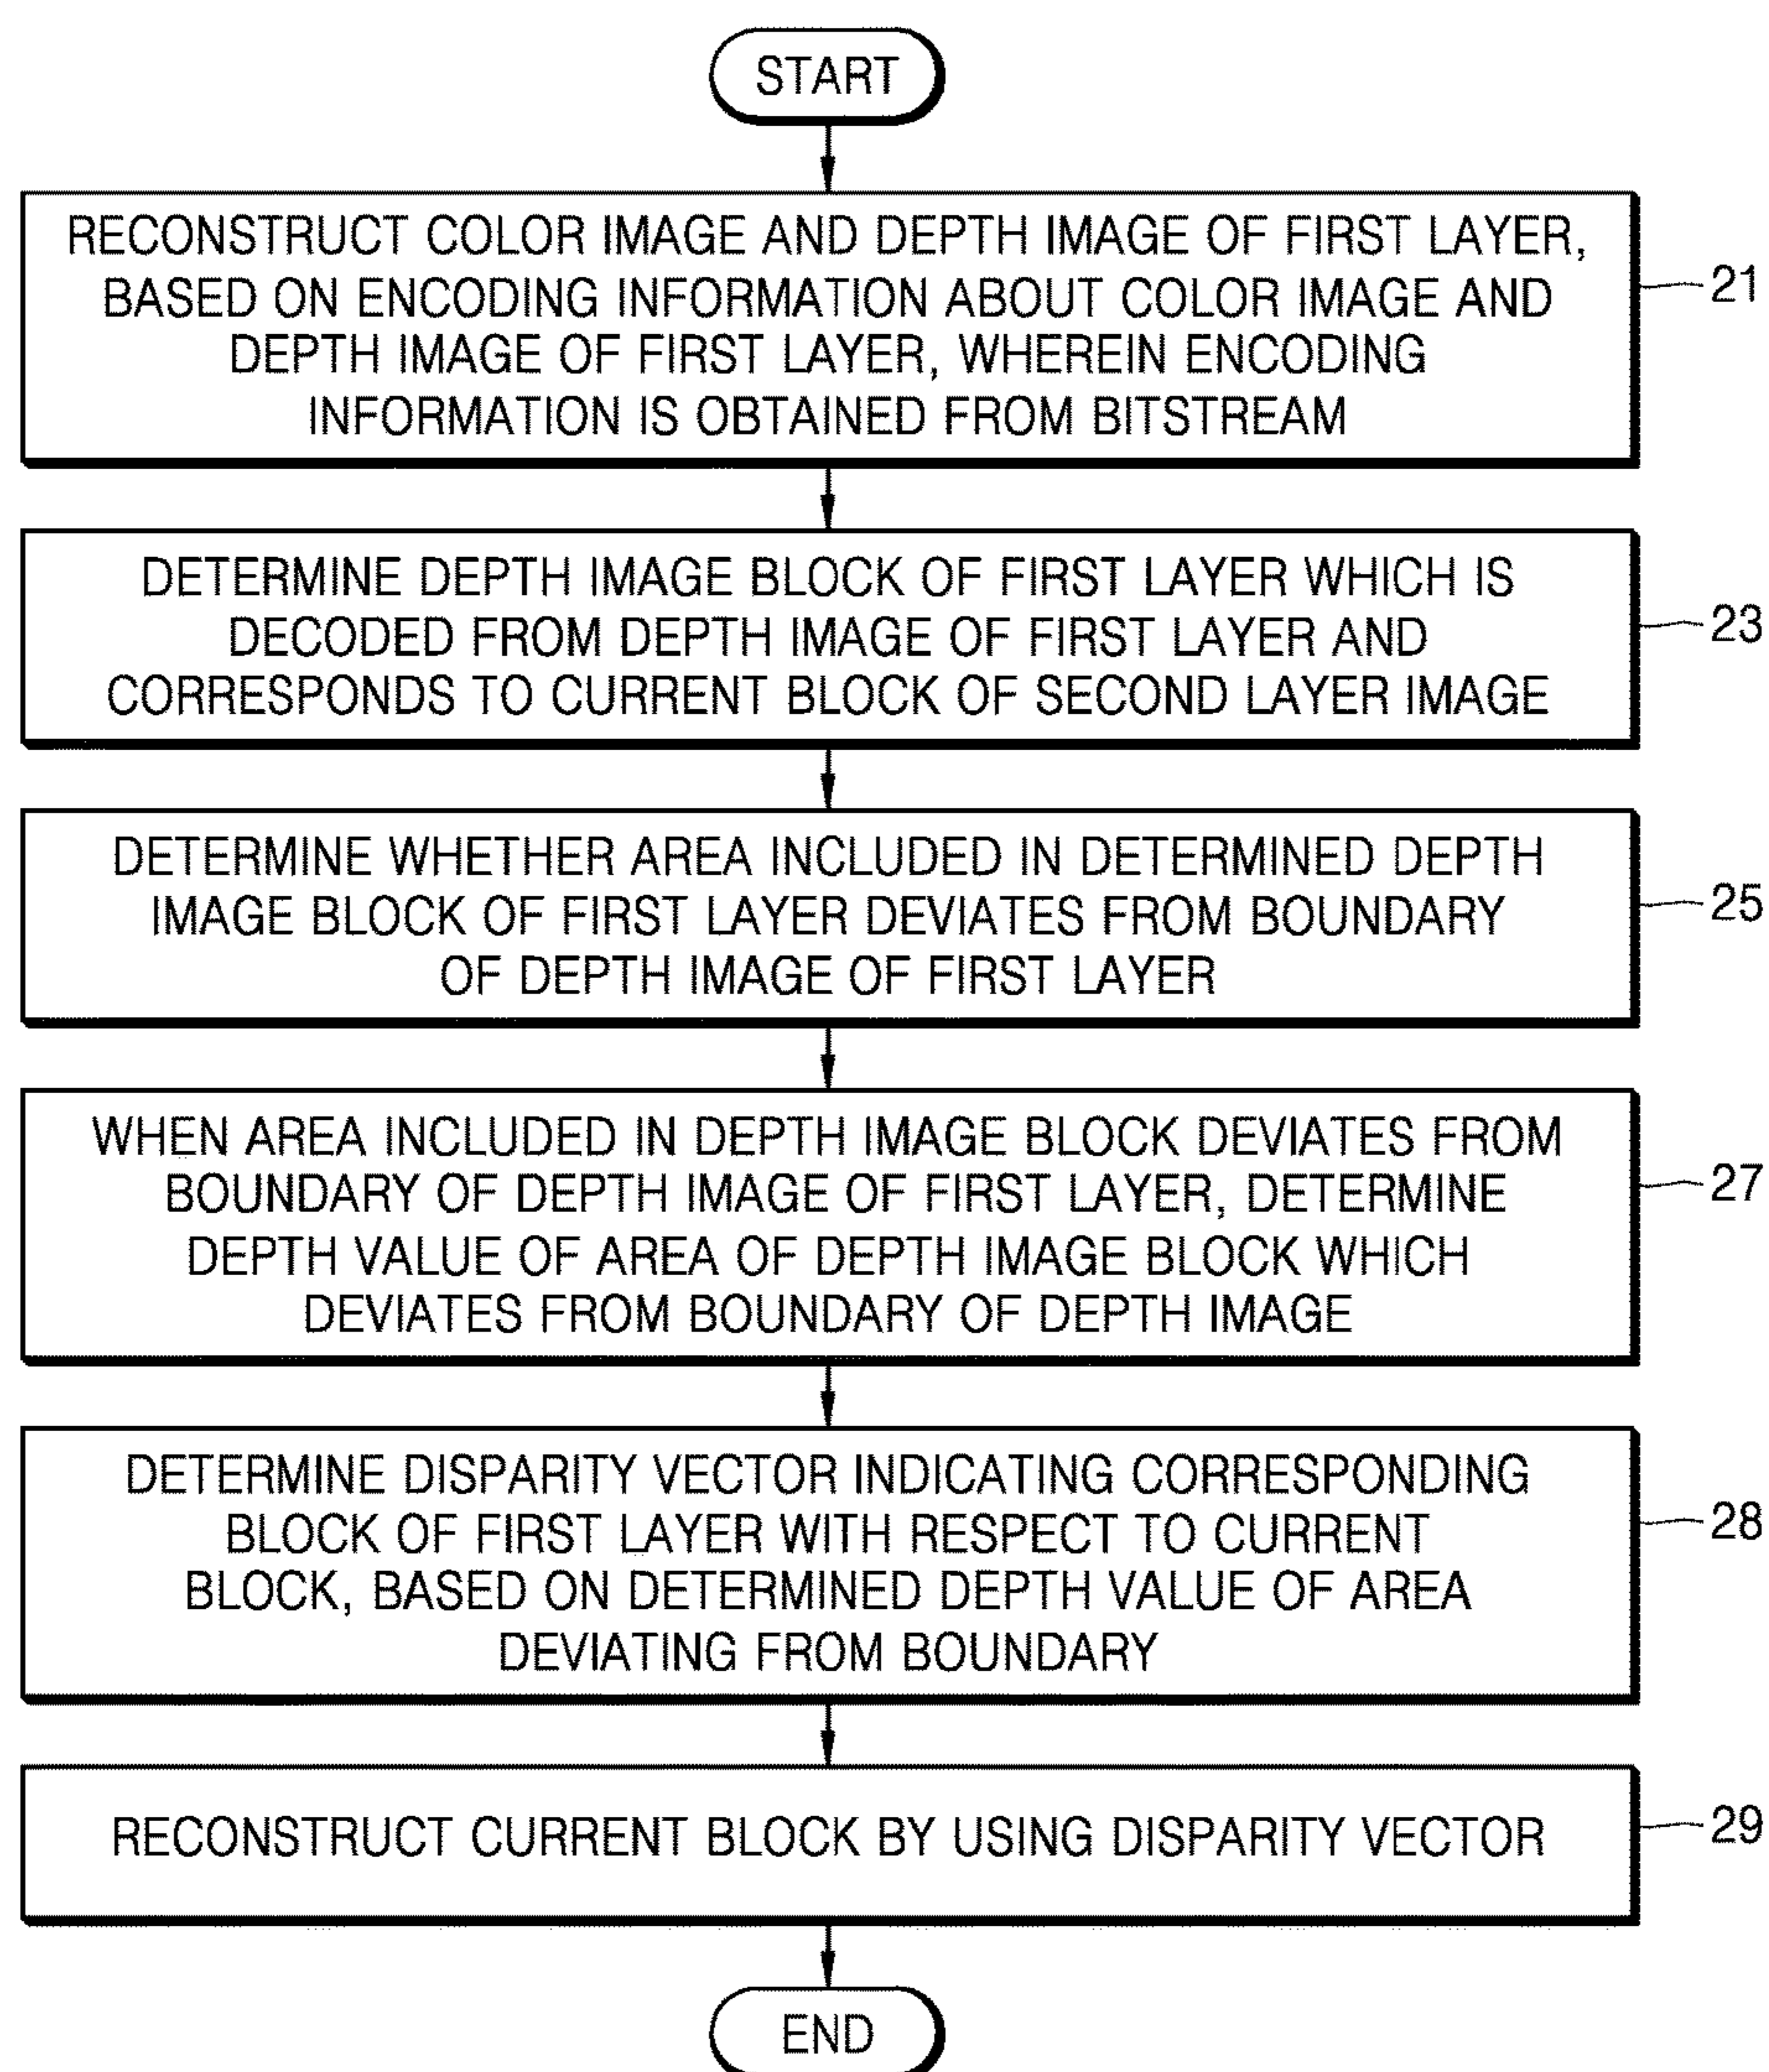 START
RECONSTRUCT COLOR IMAGE AND DEPTH IMAGE OF FIRST LAYER,
BASED ON ENCODING INFORMATION ABOUT COLOR IMAGE AND
DEPTH IMAGE OF FIRST LAYER, WHEREIN ENCODING
INFORMATION IS OBTAINED FROM BITSTREAM
21
DETERMINE DEPTH IMAGE BLOCK OF FIRST LAYER WHICH IS
DECODED FROM DEPTH IMAGE OF FIRST LAYER AND
CORRESPONDS TO CURRENT BLOCK OF SECOND LAYER IMAGE
23
DETERMINE WHETHER AREA INCLUDED IN DETERMINED DEPTH
IMAGE BLOCK OF FIRST LAYER DEVIATES FROM BOUNDARY
OF DEPTH IMAGE OF FIRST LAYER
25
WHEN AREA INCLUDED IN DEPTH IMAGE BLOCK DEVIATES FROM
BOUNDARY OF DEPTH IMAGE OF FIRST LAYER, DETERMINE
DEPTH VALUE OF AREA OF DEPTH IMAGE BLOCK WHICH
DEVIATES FROM BOUNDARY OF DEPTH IMAGE
27
DETERMINE DISPARITY VECTOR INDICATING CORRESPONDING
BLOCK OF FIRST LAYER WITH RESPECT TO CURRENT
BLOCK, BASED ON DETERMINED DEPTH VALUE OF AREA
DEVIATING FROM BOUNDARY
28
RECONSTRUCT CURRENT BLOCK BY USING DISPARITY VECTOR
29
END